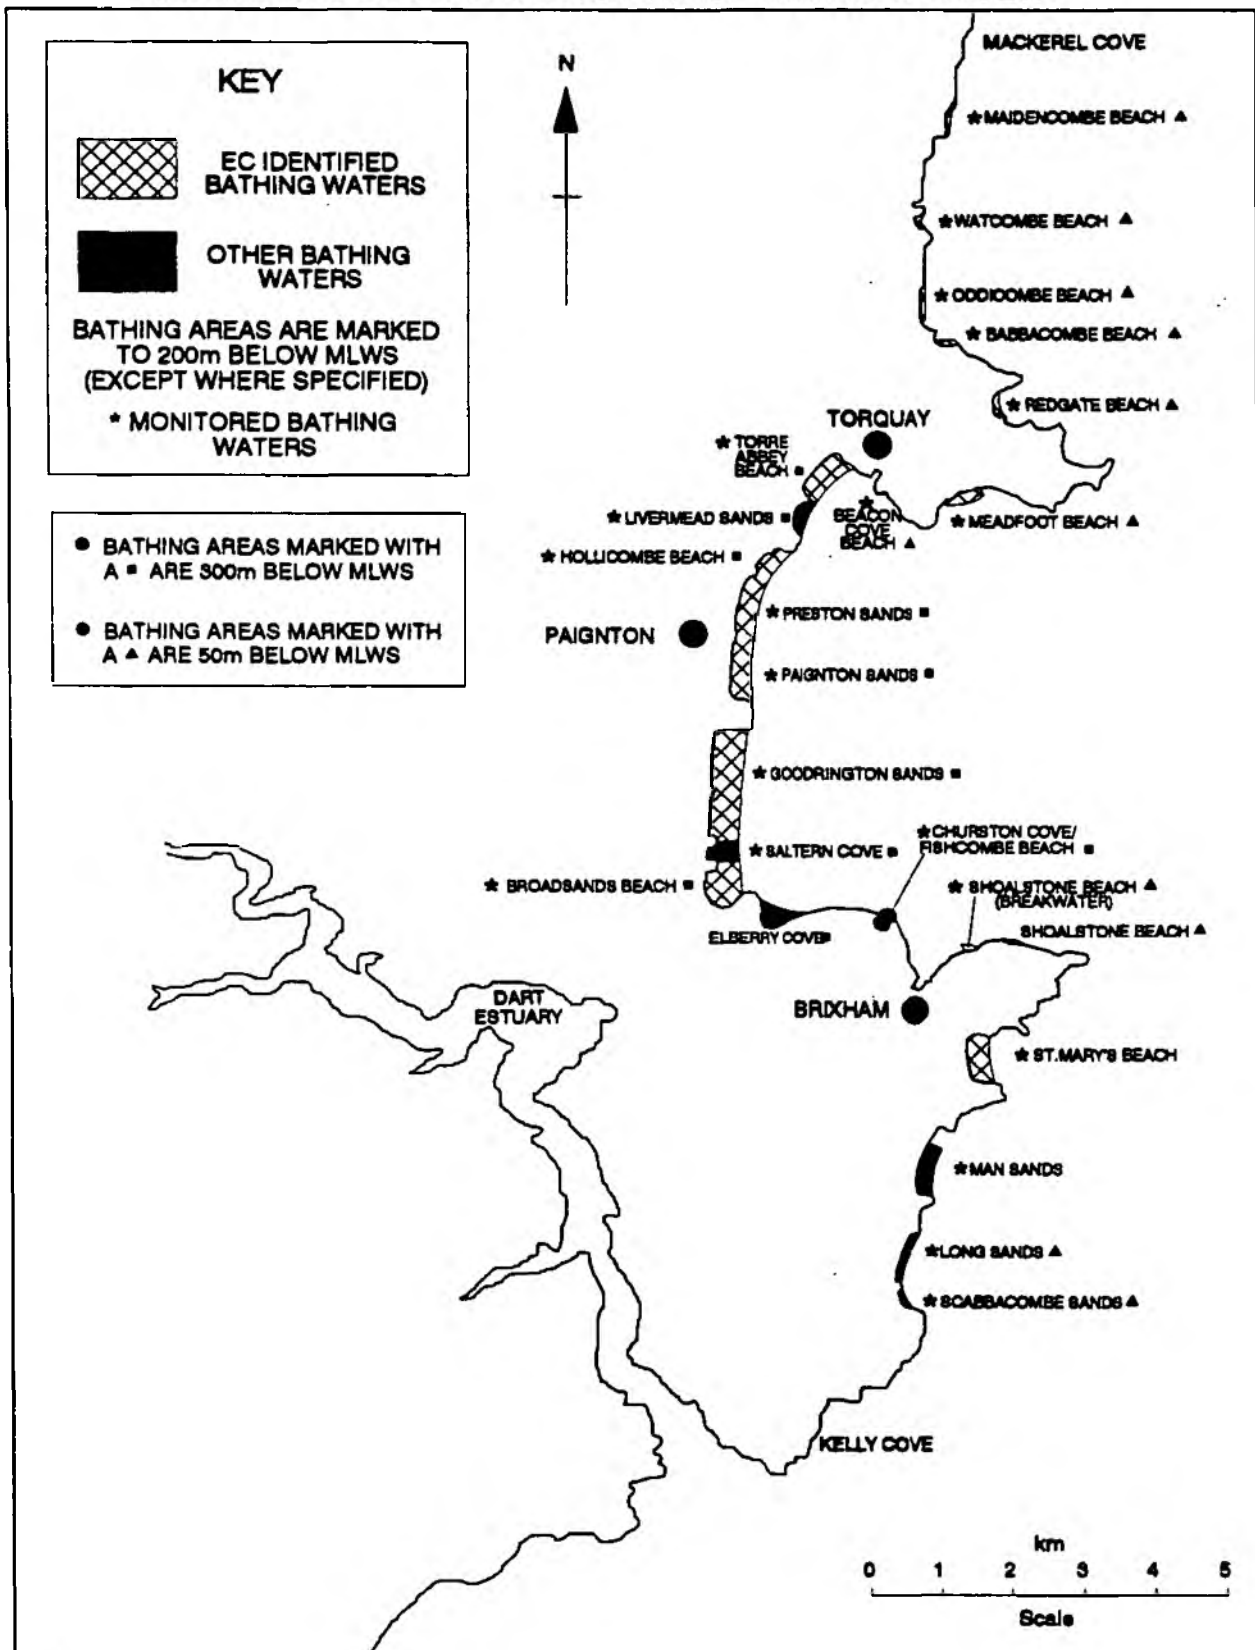 KEY
EC IDENTIFIED
BATHING WATERS
OTHER BATHING
WATERS
BATHING AREAS ARE MARKED
TO 200m BELOW MLWS
(EXCEPT WHERE SPECIFIED)
* MONITORED BATHING
WATERS
● BATHING AREAS MARKED WITH
A ■ ARE 300m BELOW MLWS
● BATHING AREAS MARKED WITH
A ▲ ARE 50m BELOW MLWS
N
MACKEREL COVE
★ MAIDENCOMBE BEACH ▲
★ WATCOMBE BEACH ▲
★ ODDICOMBE BEACH ▲
★ BABBACOMBE BEACH ▲
★ REDGATE BEACH ▲
TORQUAY
★ TORRE
ABBEY
BEACH ■
★ LIVERMEAD SANDS ■
★
BEACON
COVE
BEACH ▲
★ MEADFOOT BEACH ▲
★ HOLLICOMBE BEACH ■
★ PRESTON SANDS ■
PAIGNTON
★ PAIGNTON SANDS ■
★ GOODRINGTON SANDS ■
★ CHURSTON COVE/
FISHCOMBE BEACH ■
★ SALTERN COVE ■
★ BROADSANDS BEACH ■
★ SHOALSTONE BEACH ▲
(BREAKWATER)
ELBERRY COVE ■
SHOALSTONE BEACH ▲
DART
ESTUARY
BRIXHAM
★ ST.MARY'S BEACH
★ MAN SANDS
★ LONG SANDS ▲
★ SCABBACOMBE SANDS ▲
KELLY COVE
km
0 1 2 3 4 5
Scale